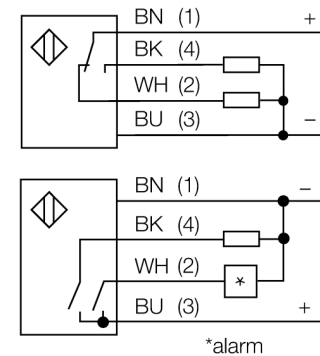 BN (1) +
BK (4)
WH (2)
BU (3) –
BN (1) –
BK (4)
WH (2) *
BU (3) +
*alarm